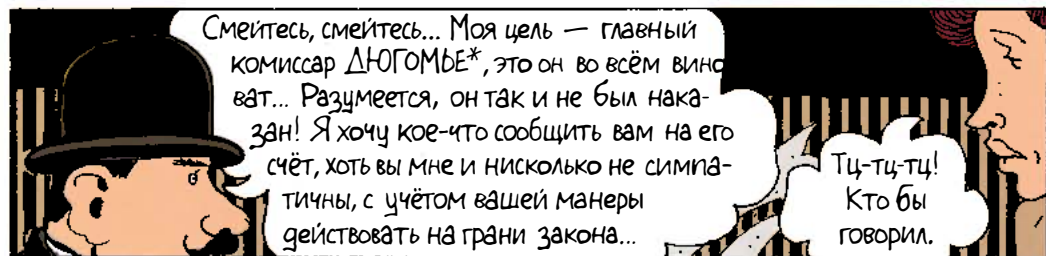 Смейтесь, смейтесь... Моя цель — главный
комиссар ДЮГОМЬЕ*, это он во всём вино
ват... Разумеется, он так и не был нака-
зан! Я хочу кое-что сообщить вам на его
счёт, хоть вы мне и нисколько не симпа-
тичны, с учётом вашей манеры
действовать на грани закона...
Тц-тц-тц!
Кто бы
говорил.